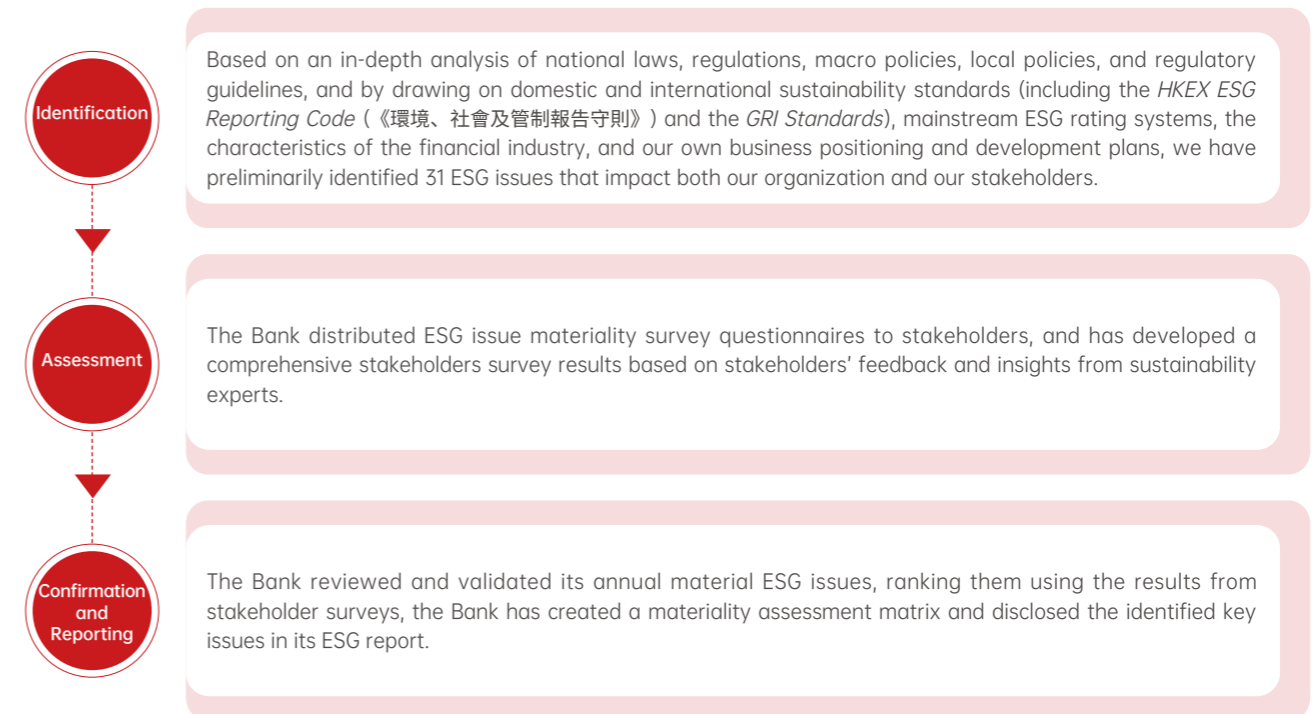 Identification
Based on an in-depth analysis of national laws, regulations, macro policies, local policies, and regulatory
guidelines, and by drawing on domestic and international sustainability standards (including the HKEX ESG
Reporting Code (《環境、社會及管制報告守則》) and the GRI Standards), mainstream ESG rating systems, the
characteristics of the financial industry, and our own business positioning and development plans, we have
preliminarily identified 31 ESG issues that impact both our organization and our stakeholders.
Assessment
The Bank distributed ESG issue materiality survey questionnaires to stakeholders, and has developed a
comprehensive stakeholders survey results based on stakeholders’ feedback and insights from sustainability
experts.
Confirmation
and
Reporting
The Bank reviewed and validated its annual material ESG issues, ranking them using the results from
stakeholder surveys, the Bank has created a materiality assessment matrix and disclosed the identified key
issues in its ESG report.